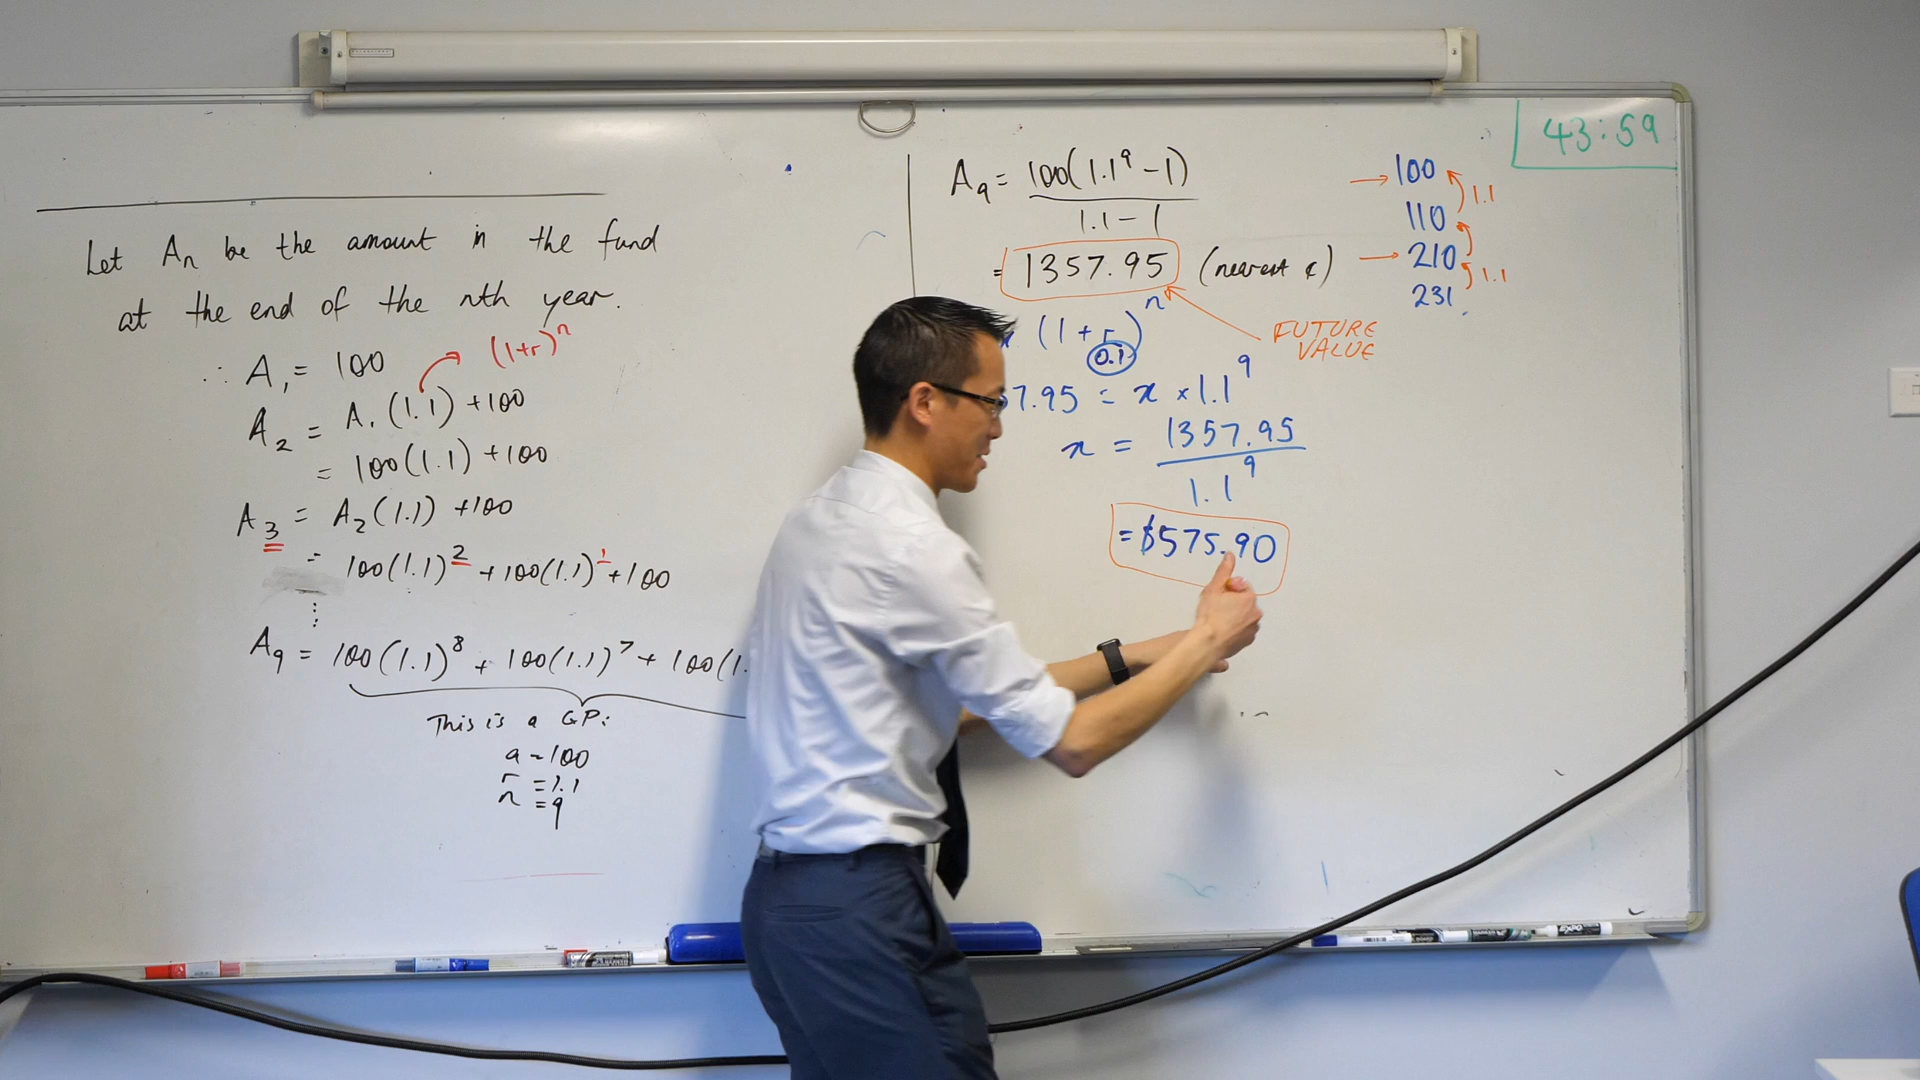 Let An be the amount in the fund
at the end of the nth year.
∴ A₁ = 100
(1+r)ⁿ
A₂ = A₁(1.1) +100
= 100(1.1) +100
A₃ = A₂(1.1) +100
= 100(1.1)² +100(1.1)¹ +100
⋮
A₉ = 100(1.1)⁸ + 100(1.1)⁷ + 100(1.
This is a GP:
a = 100
r = 1.1
n = 9
A₉ = 100(1.1⁹ − 1)
1.1 − 1
= 1357.95 (nearest ¢)
(1 + r)ⁿ
0.1
FUTURE
VALUE
7.95 = x × 1.1⁹
x = 1357.95
1.1⁹
= $575.90
100
1.1
110
210
1.1
231
43:59